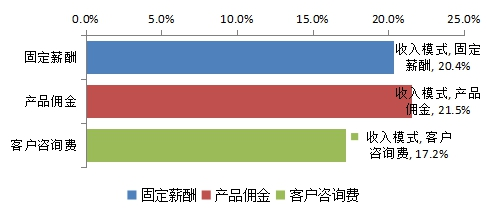 0.0% 5.0% 10.0% 15.0% 20.0% 25.0%
固定薪酬
收入模式, 固定
薪酬, 20.4%
产品佣金
收入模式, 产品
佣金, 21.5%
客户咨询费
收入模式, 客户
咨询费, 17.2%
固定薪酬 产品佣金 客户咨询费